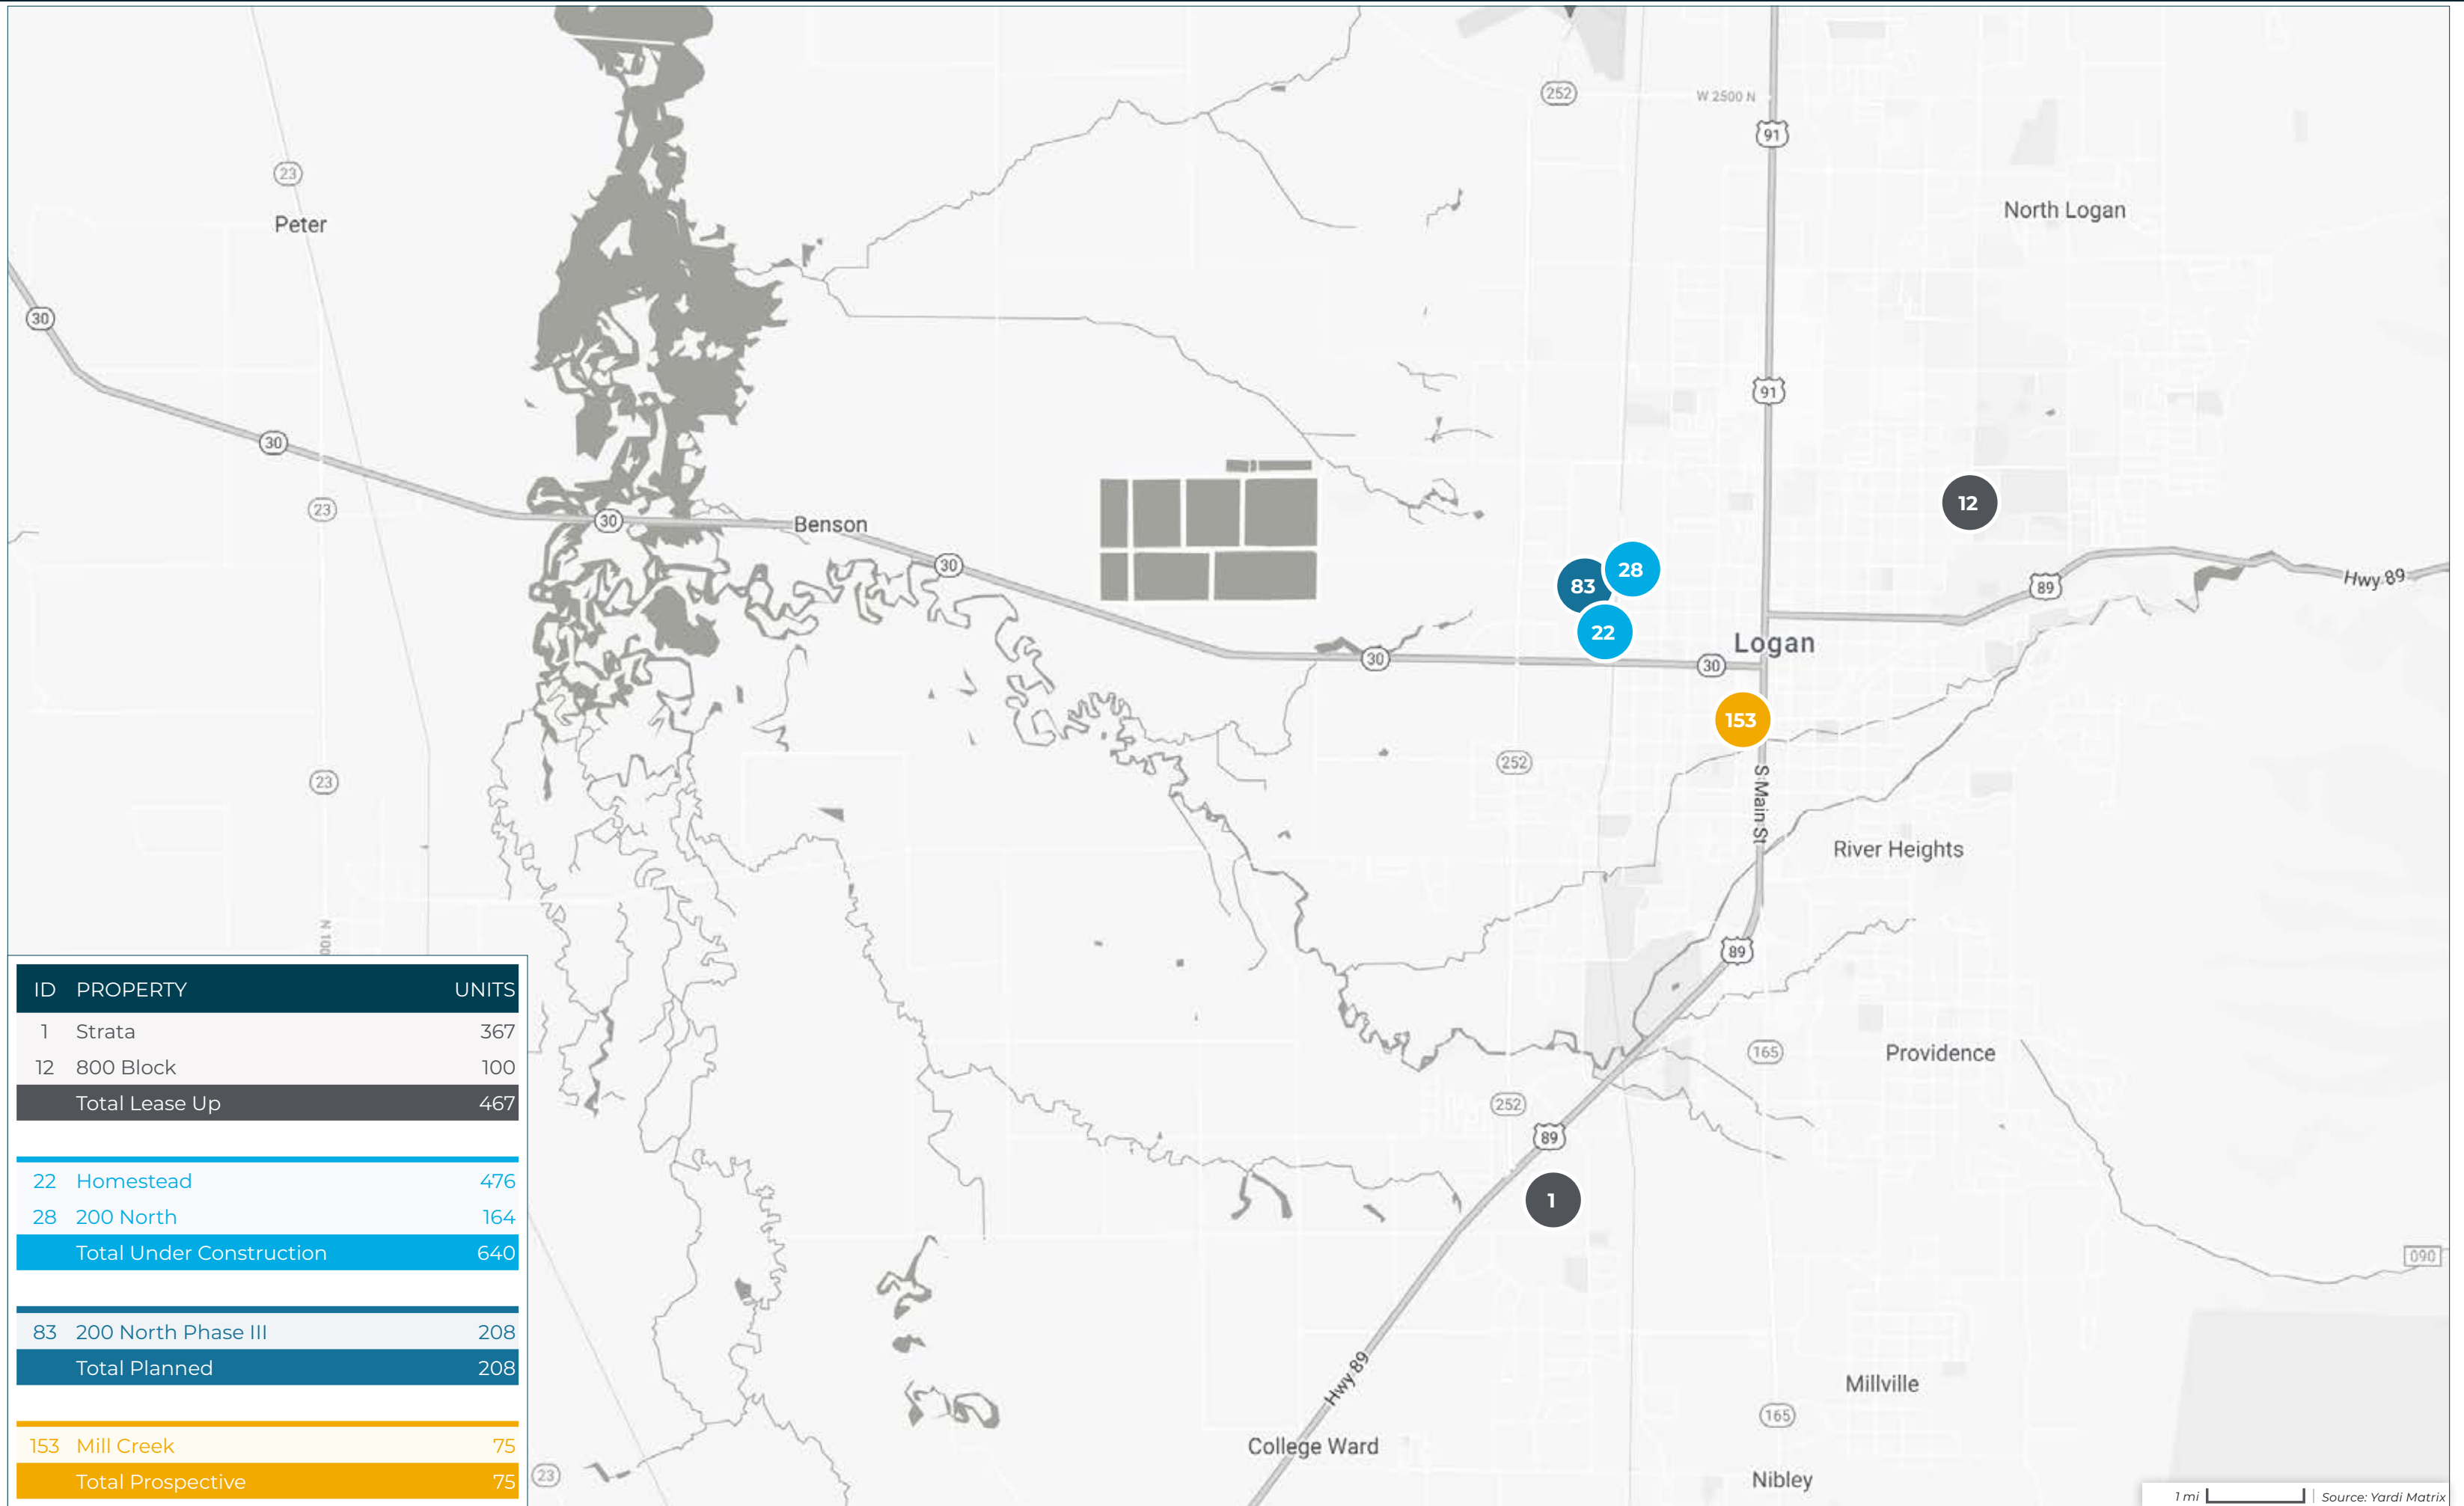 252
W 2500 N
91
23
Peter
North Logan
30
91
30
12
23
30
Benson
30
28
83
89
Hwy 89
22
Logan
30
30
153
252
23
S Main St
River Heights
N 100
89
ID PROPERTY UNITS
1 Strata 367
12 800 Block 100
Total Lease Up 467
22 Homestead 476
28 200 North 164
Total Under Construction 640
83 200 North Phase III 208
Total Planned 208
153 Mill Creek 75
Total Prospective 75
165
Providence
252
89
1
090
Hwy 89
Millville
165
College Ward
23
Nibley
1 mi
Source: Yardi Matrix